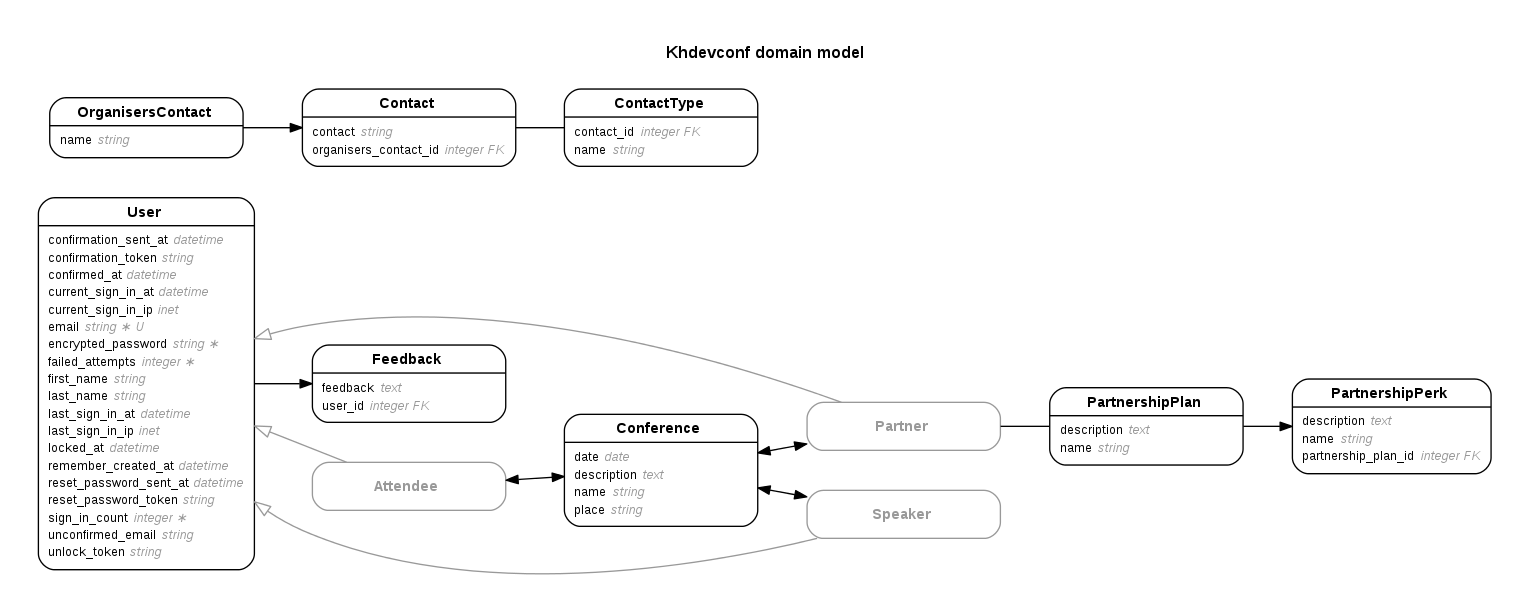 Khdevconf domain model
OrganisersContact
name string
Contact
contact string
organisers_contact_id integer FK
ContactType
contact_id integer FK
name string
User
confirmation_sent_at datetime
confirmation_token string
confirmed_at datetime
current_sign_in_at datetime
current_sign_in_ip inet
email string ∗ U
encrypted_password string ∗
failed_attempts integer ∗
first_name string
last_name string
last_sign_in_at datetime
last_sign_in_ip inet
locked_at datetime
remember_created_at datetime
reset_password_sent_at datetime
reset_password_token string
sign_in_count integer ∗
unconfirmed_email string
unlock_token string
Feedback
feedback text
user_id integer FK
Attendee
Conference
date date
description text
name string
place string
Partner
Speaker
PartnershipPlan
description text
name string
PartnershipPerk
description text
name string
partnership_plan_id integer FK